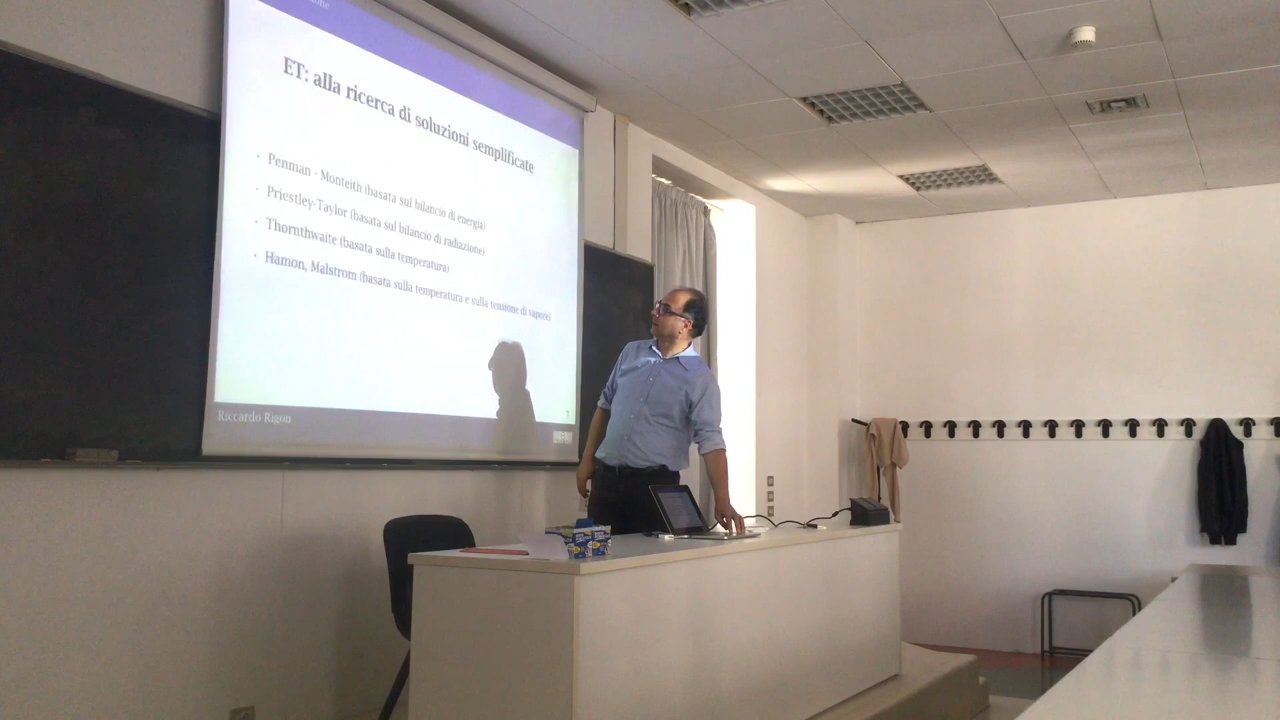 ET: alla ricerca di soluzioni semplificate
· Penman - Monteith (basata sul bilancio di energia)
· Priestley-Taylor (basata sul bilancio di radiazione)
· Thornthwaite (basata sulla temperatura)
· Hamon, Malstrom (basata sulla temperatura e sulla tensione di vapore)
Riccardo Rigon